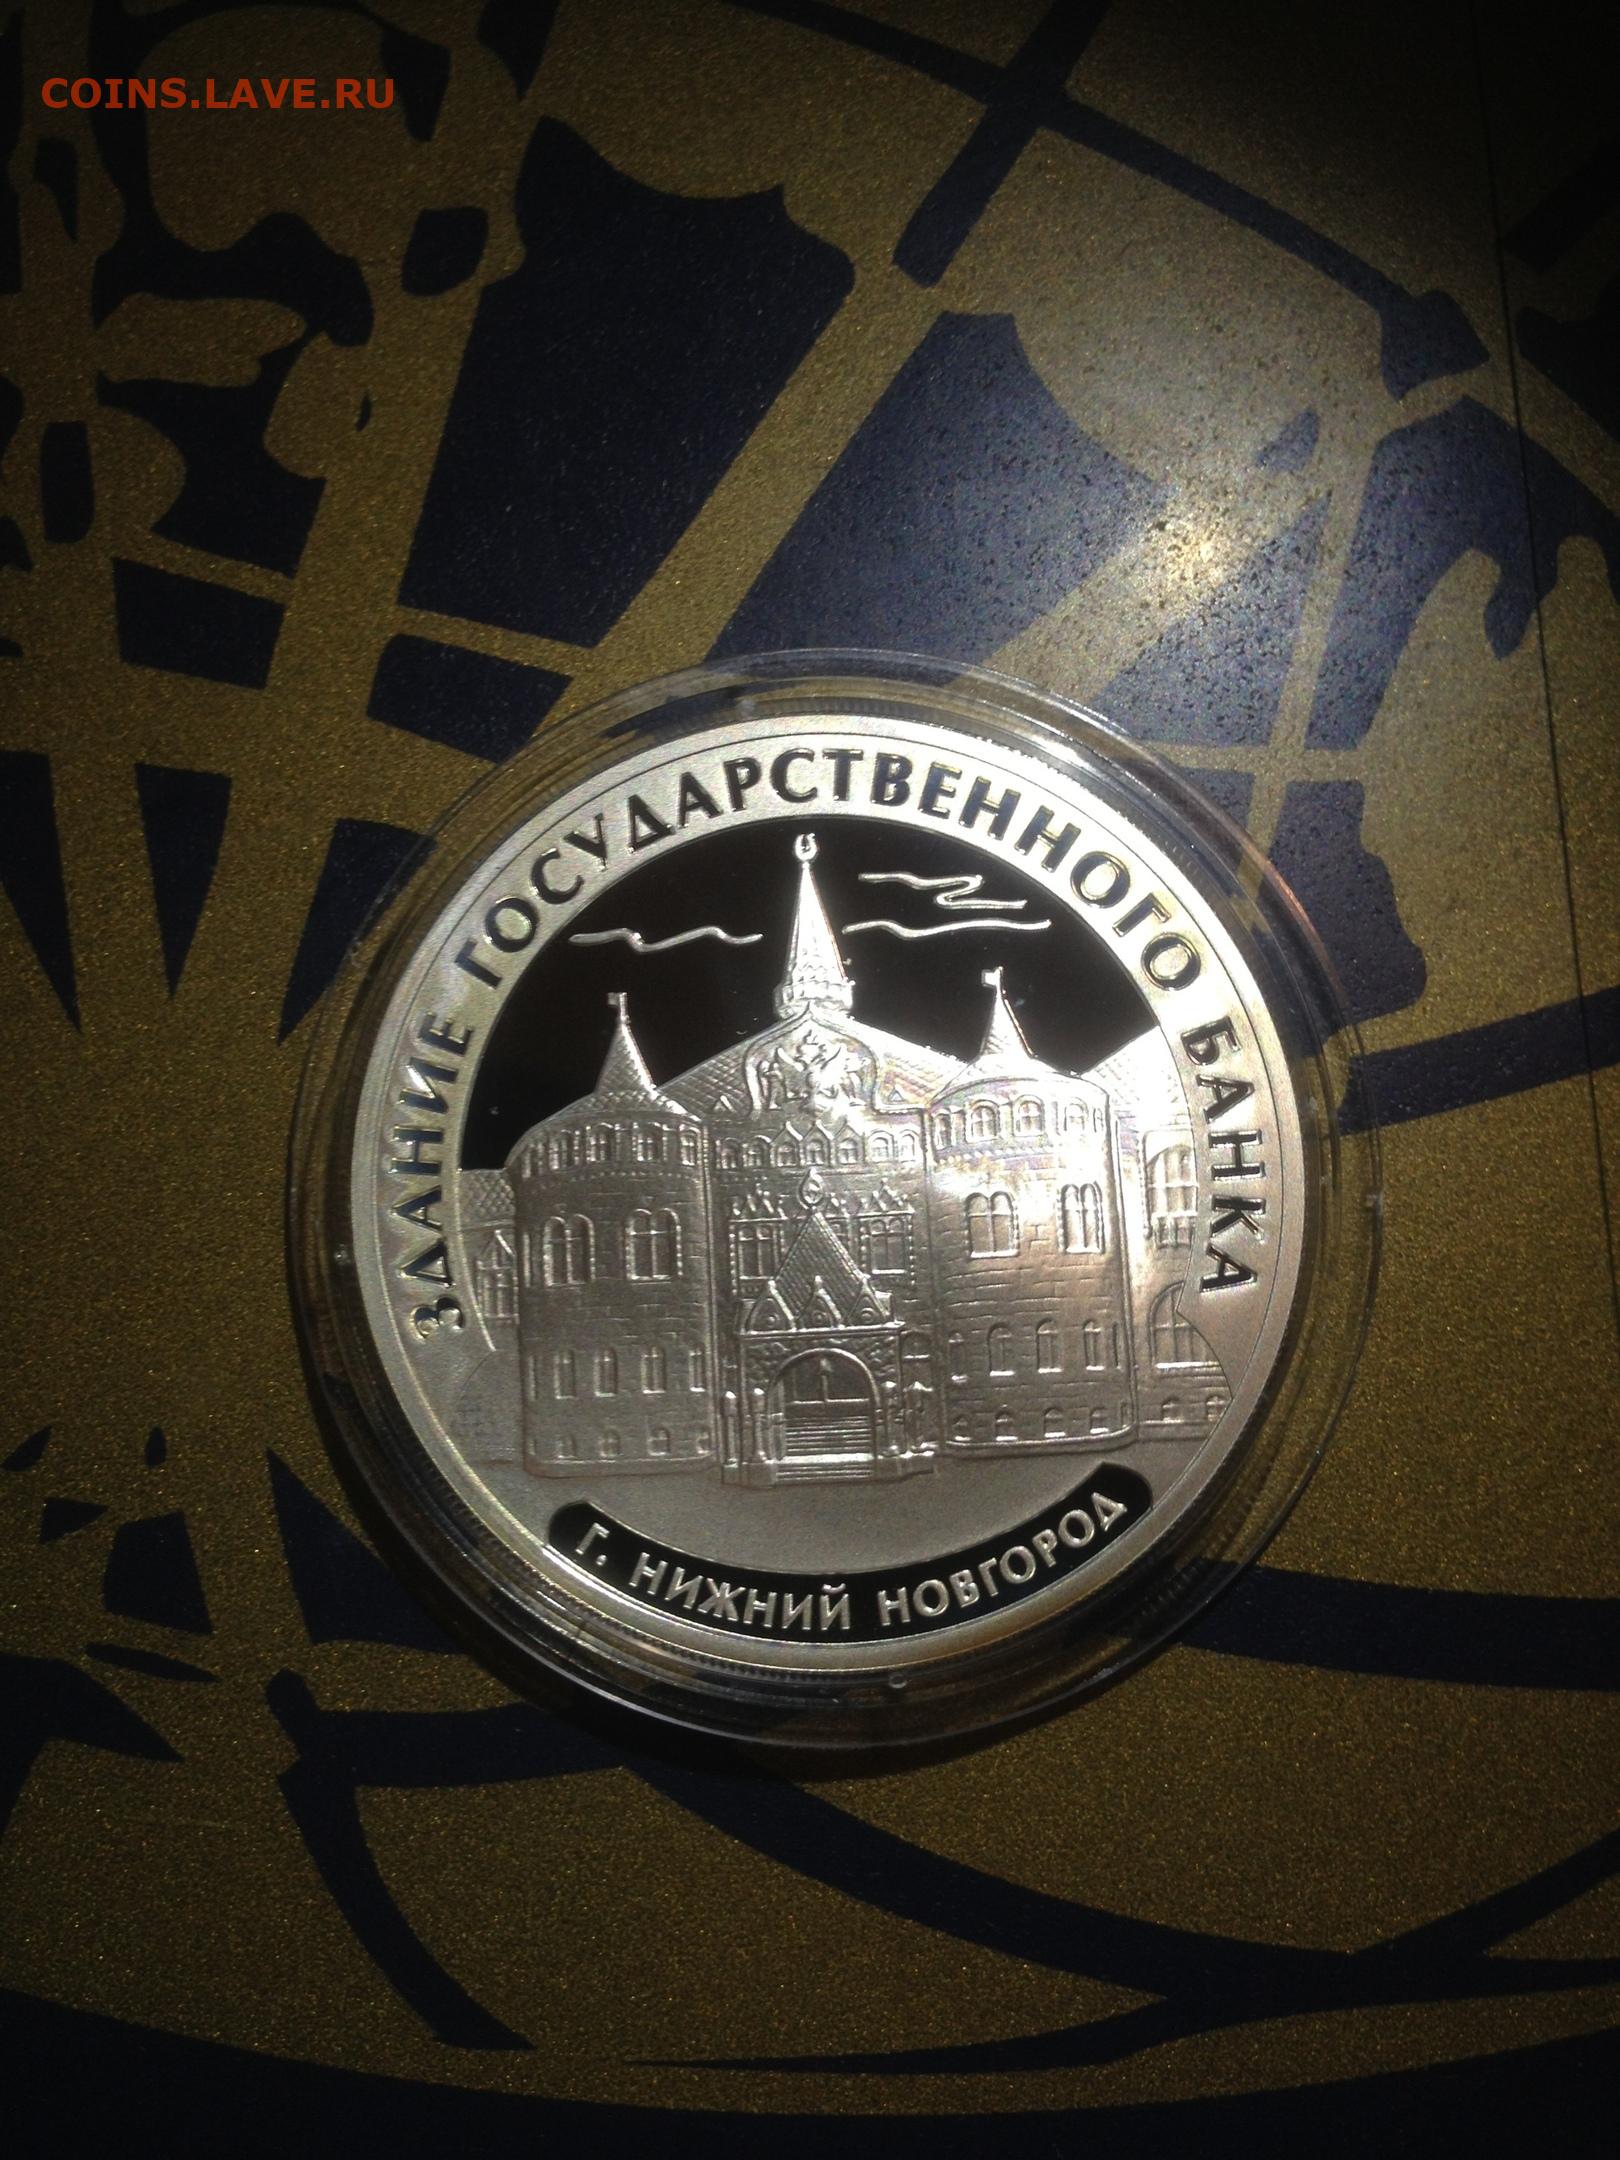 COINS.LAVE.RU
ЗДАНИЕ ГОСУДАРСТВЕННОГО БАНКА
Г. НИЖНИЙ НОВГОРОД